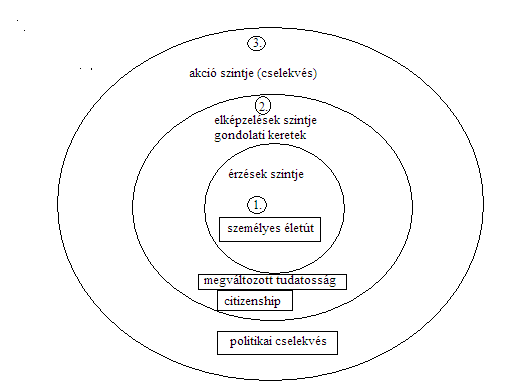 3.
akció szintje (cselekvés)
2.
elképzelések szintje
gondolati keretek
érzések szintje
1.
személyes életút
megváltozott tudatosság
citizenship
politikai cselekvés